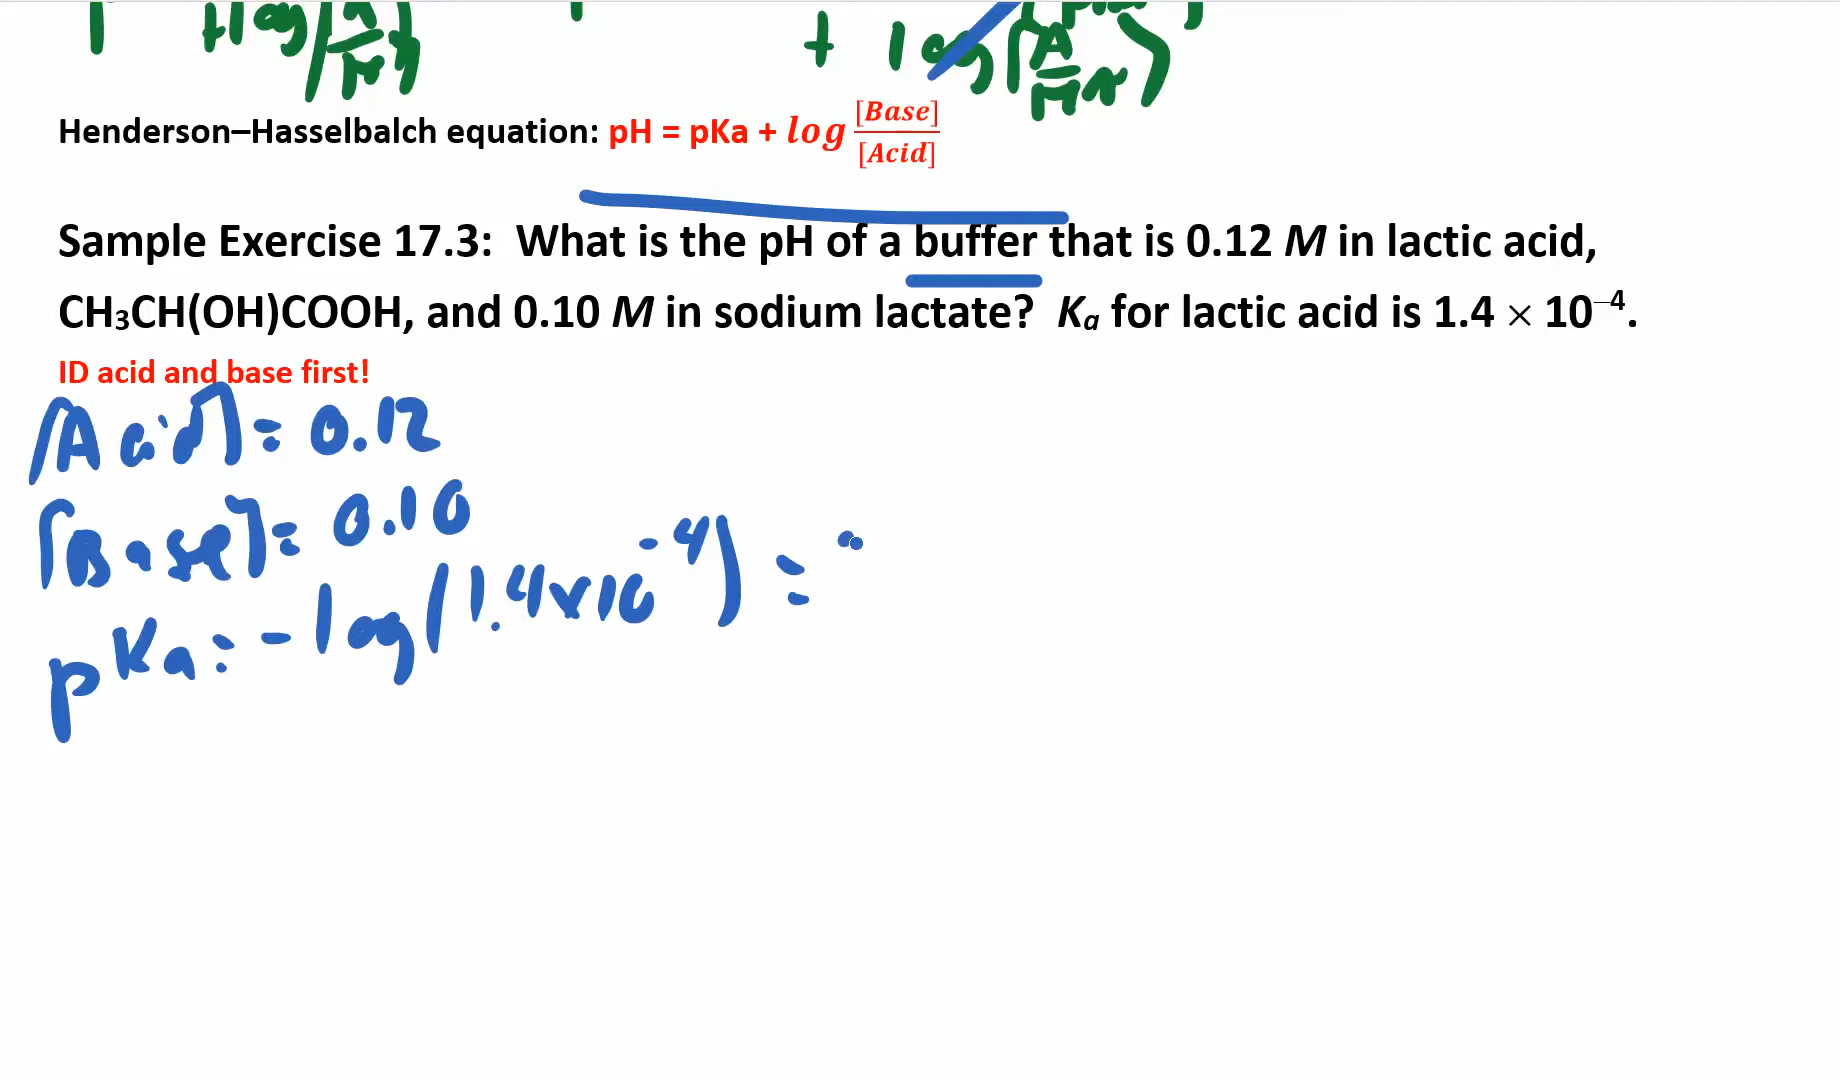 +log(A/HA)
+ log(A/HA)
Henderson–Hasselbalch equation: pH = pKa + log [Base]/[Acid]
Sample Exercise 17.3: What is the pH of a buffer that is 0.12 M in lactic acid,
CH₃CH(OH)COOH, and 0.10 M in sodium lactate? Kₐ for lactic acid is 1.4 × 10⁻⁴.
ID acid and base first!
[Acid] = 0.12
[Base] = 0.10
pKa = -log(1.4x10⁻⁴) =